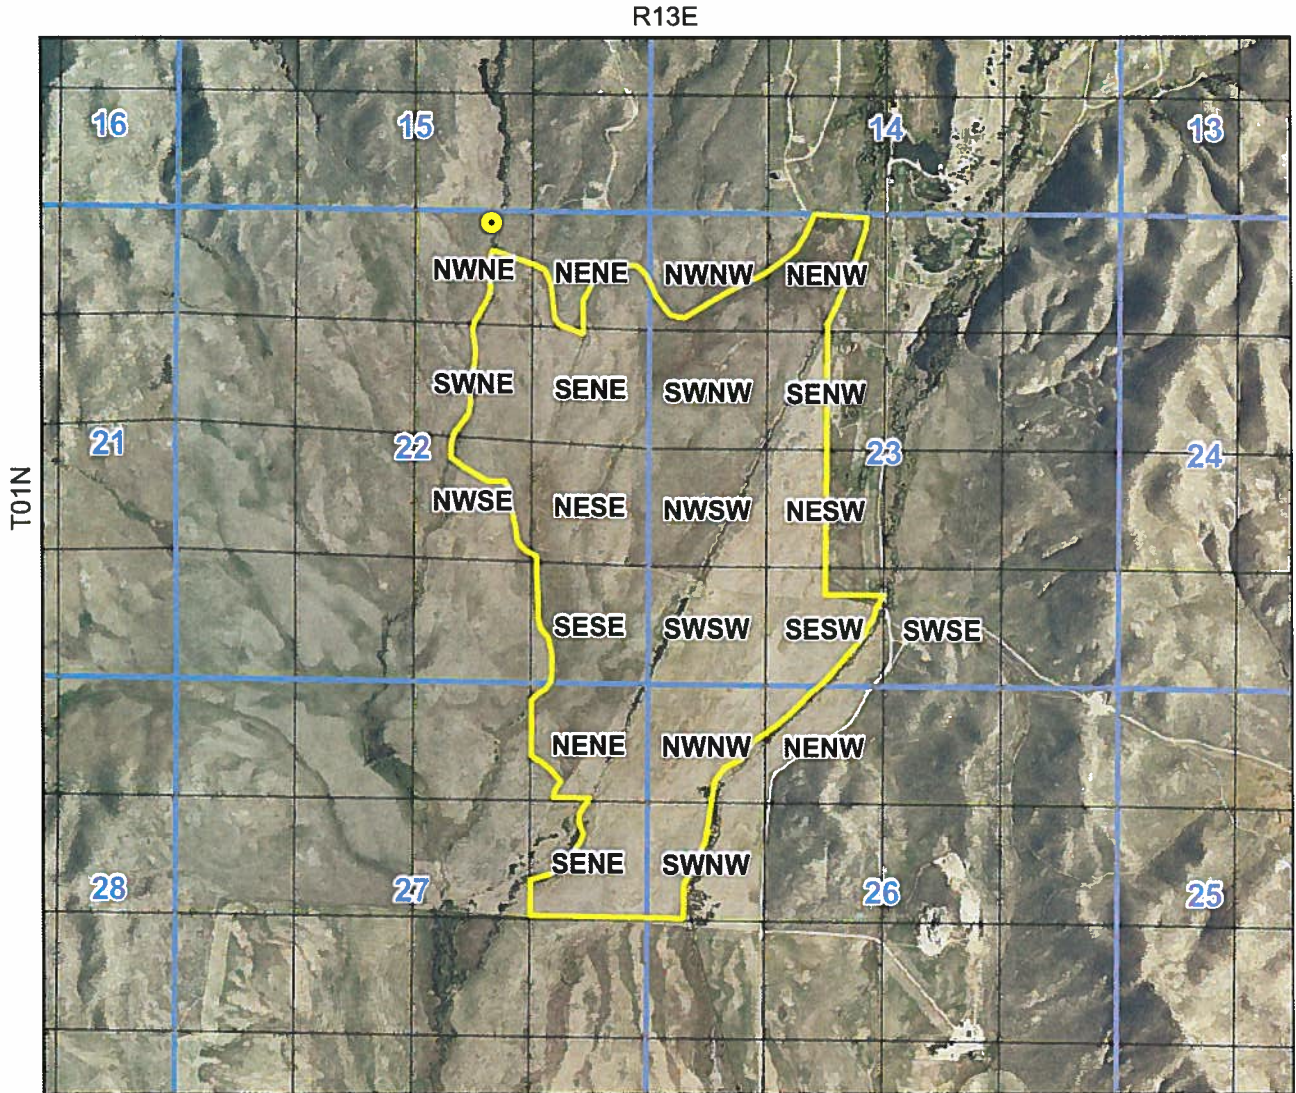 R13E
16 15 14 13
NWNE NENE NWNW NENW
SWNE SENE SWNW SENW
21 22 23 24
T01N
NWSE NESE NWSW NESW
SESE SWSW SESW SWSE
NENE NWNW NENW
SENE SWNW
28 27 26 25